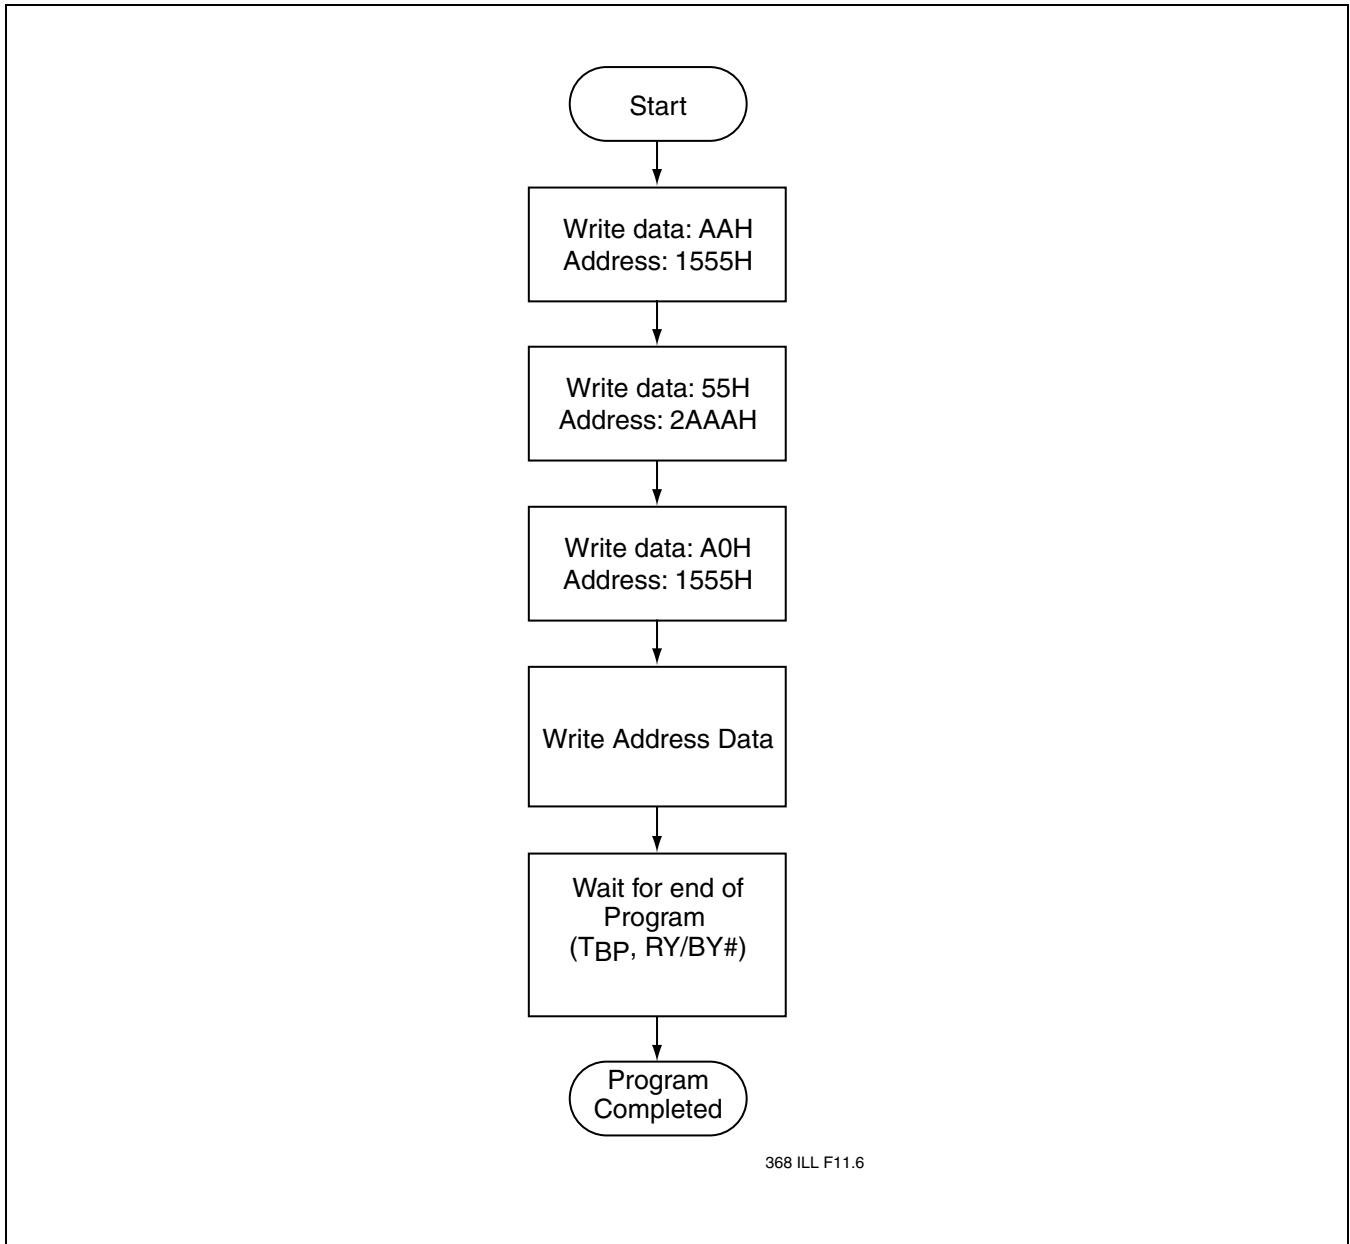 Start
Write data: AAH
Address: 1555H
Write data: 55H
Address: 2AAAH
Write data: A0H
Address: 1555H
Write Address Data
Wait for end of
Program
(TBP, RY/BY#)
Program
Completed
368 ILL F11.6